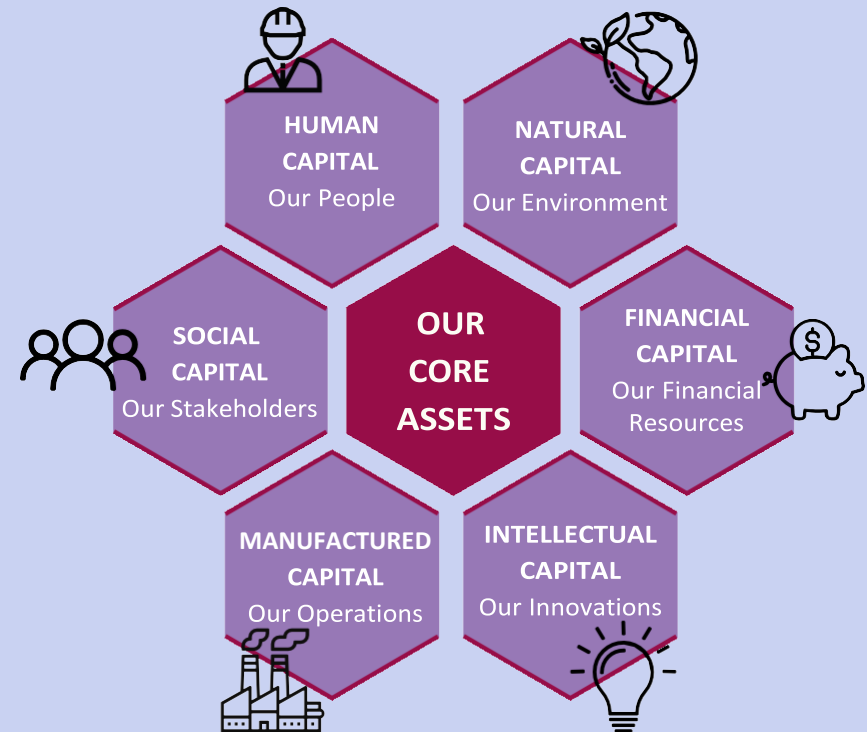 HUMAN
CAPITAL
Our People
NATURAL
CAPITAL
Our Environment
SOCIAL
CAPITAL
Our Stakeholders
OUR
CORE
ASSETS
FINANCIAL
CAPITAL
Our Financial
Resources
$
MANUFACTURED
CAPITAL
Our Operations
INTELLECTUAL
CAPITAL
Our Innovations